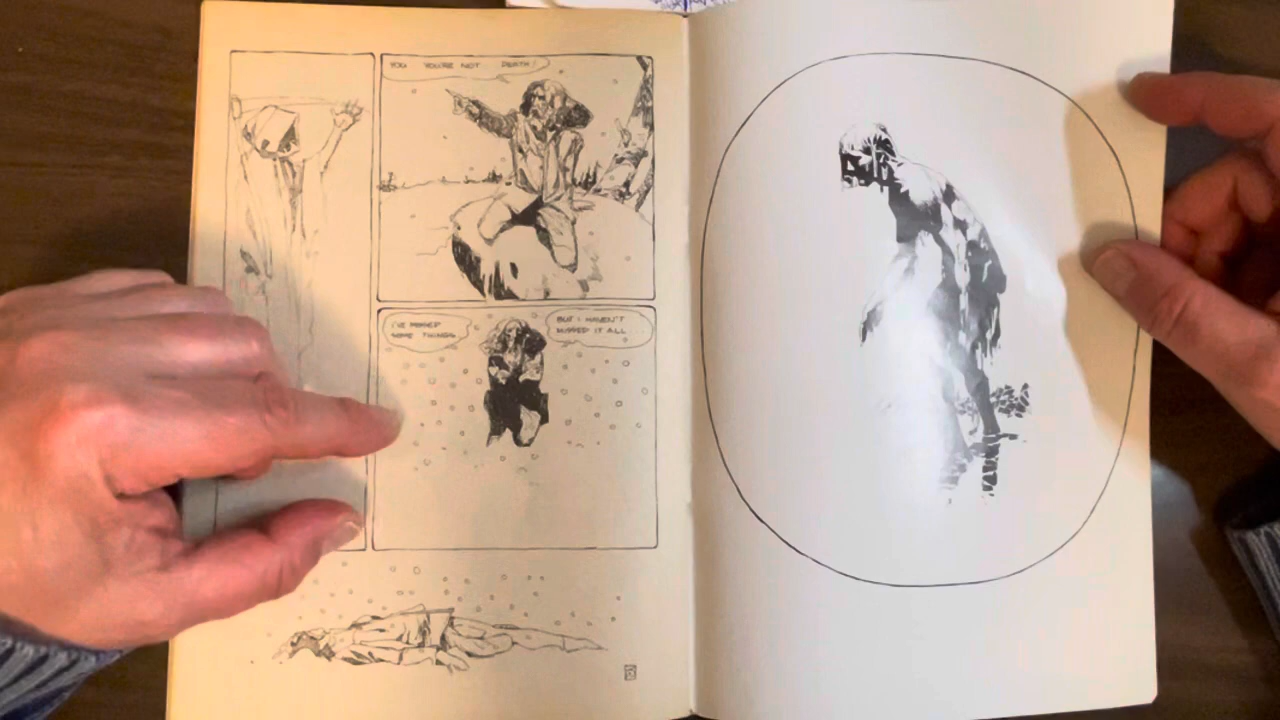 YOU YOU'RE NOT DEATH!
I'VE MISSED
SOME THINGS
BUT I HAVEN'T
MISSED IT ALL . . .